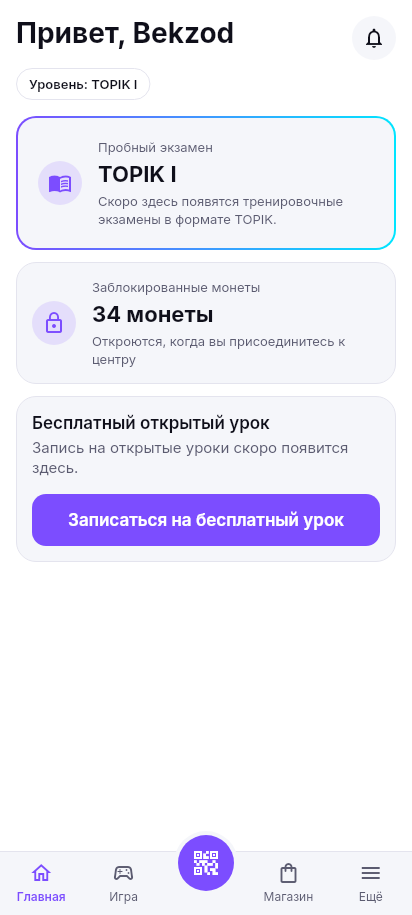 Привет, Bekzod
Уровень: TOPIK I
Пробный экзамен
TOPIK I
Скоро здесь появятся тренировочные
экзамены в формате TOPIK.
Заблокированные монеты
34 монеты
Откроются, когда вы присоединитесь к
центру
Бесплатный открытый урок
Запись на открытые уроки скоро появится
здесь.
Записаться на бесплатный урок
Главная
Игра
Магазин
Ещё